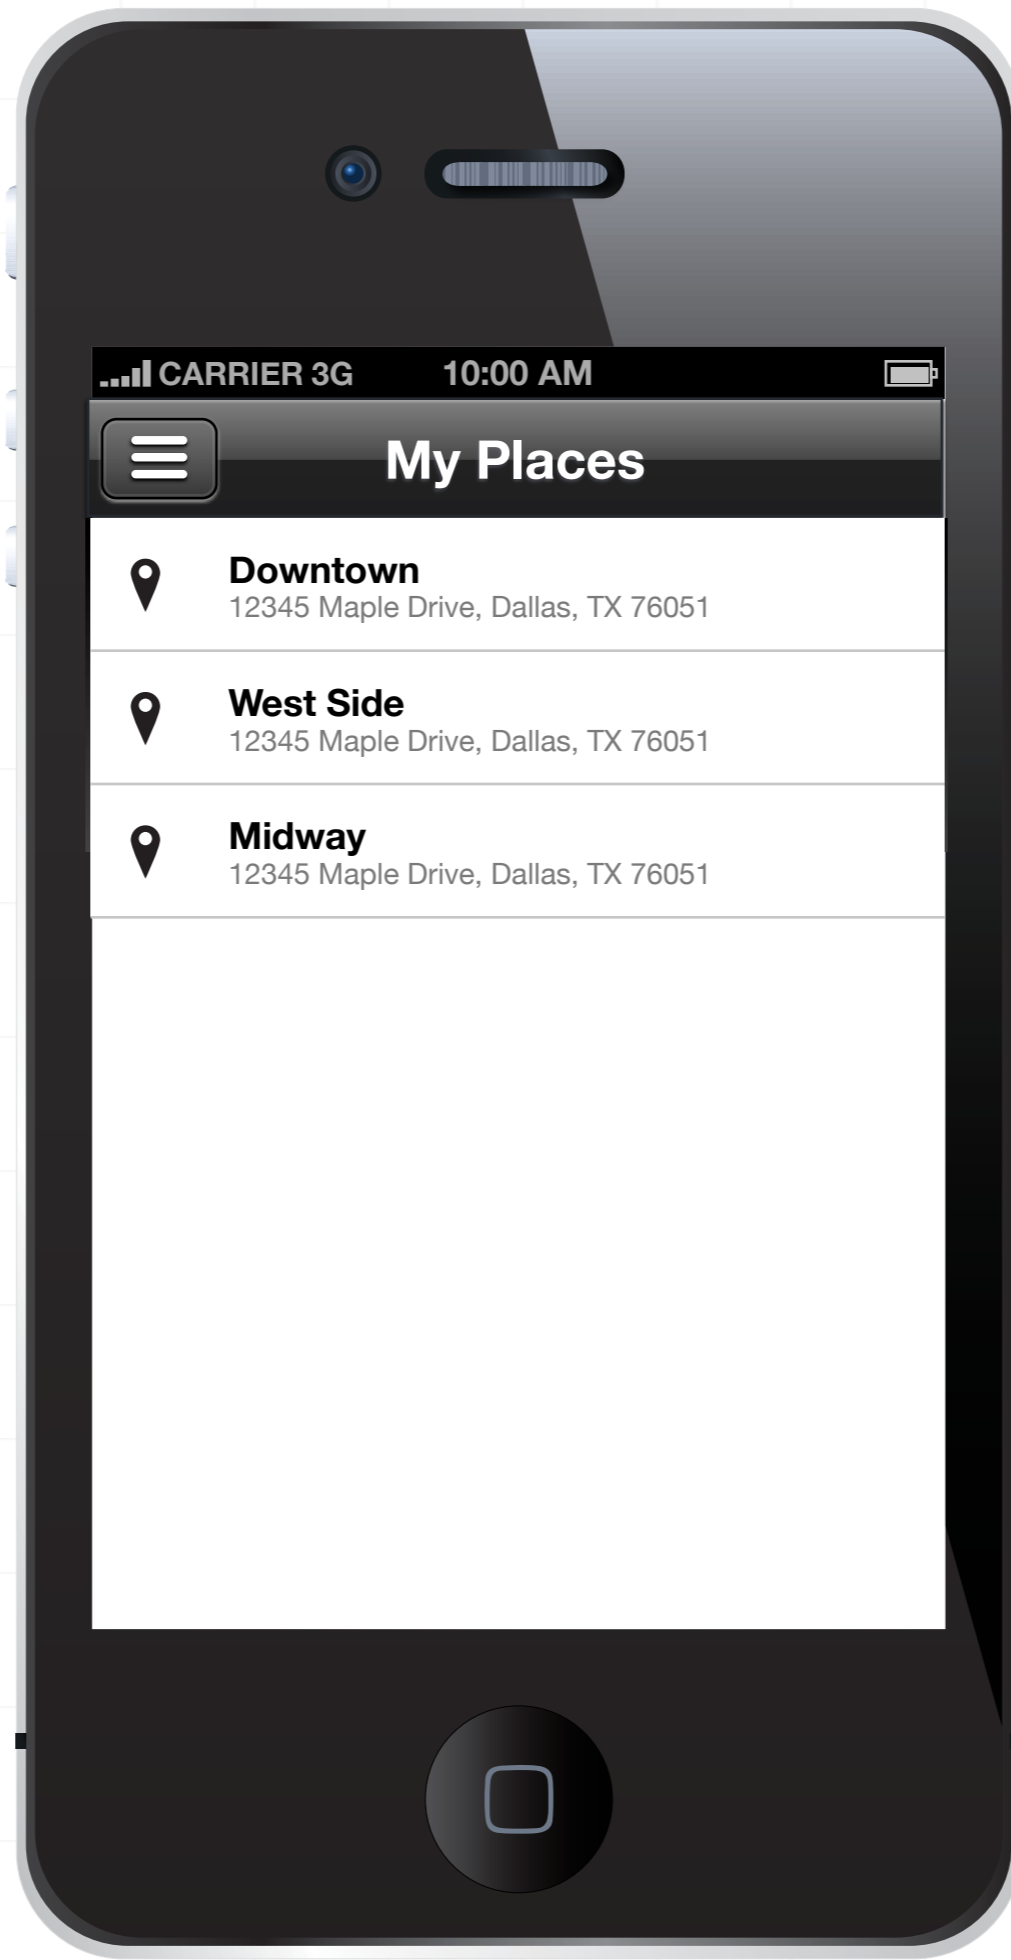 CARRIER 3G 10:00 AM
My Places
Downtown
12345 Maple Drive, Dallas, TX 76051
West Side
12345 Maple Drive, Dallas, TX 76051
Midway
12345 Maple Drive, Dallas, TX 76051